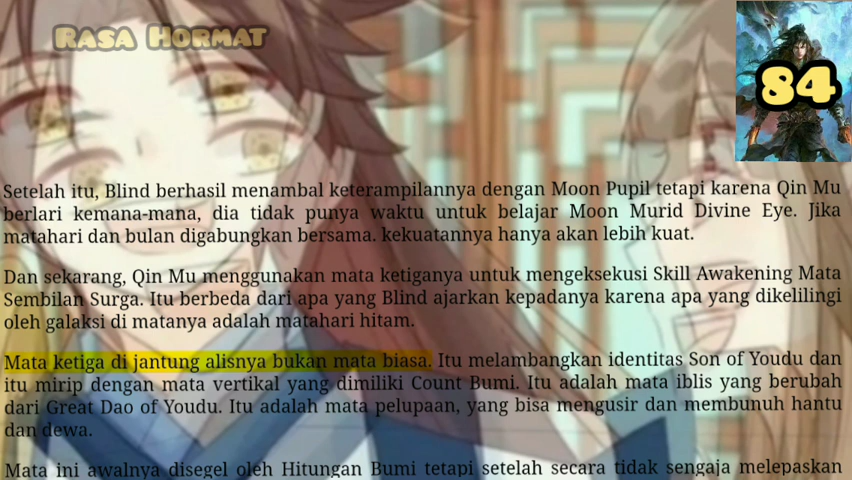 Rasa Hormat
84
Setelah itu, Blind berhasil menambal keterampilannya dengan Moon Pupil tetapi karena Qin Mu
berlari kemana-mana, dia tidak punya waktu untuk belajar Moon Murid Divine Eye. Jika
matahari dan bulan digabungkan bersama. kekuatannya hanya akan lebih kuat.
Dan sekarang, Qin Mu menggunakan mata ketiganya untuk mengeksekusi Skill Awakening Mata
Sembilan Surga. Itu berbeda dari apa yang Blind ajarkan kepadanya karena apa yang dikelilingi
oleh galaksi di matanya adalah matahari hitam.
Mata ketiga di jantung alisnya bukan mata biasa. Itu melambangkan identitas Son of Youdu dan
itu mirip dengan mata vertikal yang dimiliki Count Bumi. Itu adalah mata iblis yang berubah
dari Great Dao of Youdu. Itu adalah mata pelupaan, yang bisa mengusir dan membunuh hantu
dan dewa.
Mata ini awalnya disegel oleh Hitungan Bumi tetapi setelah secara tidak sengaja melepaskan